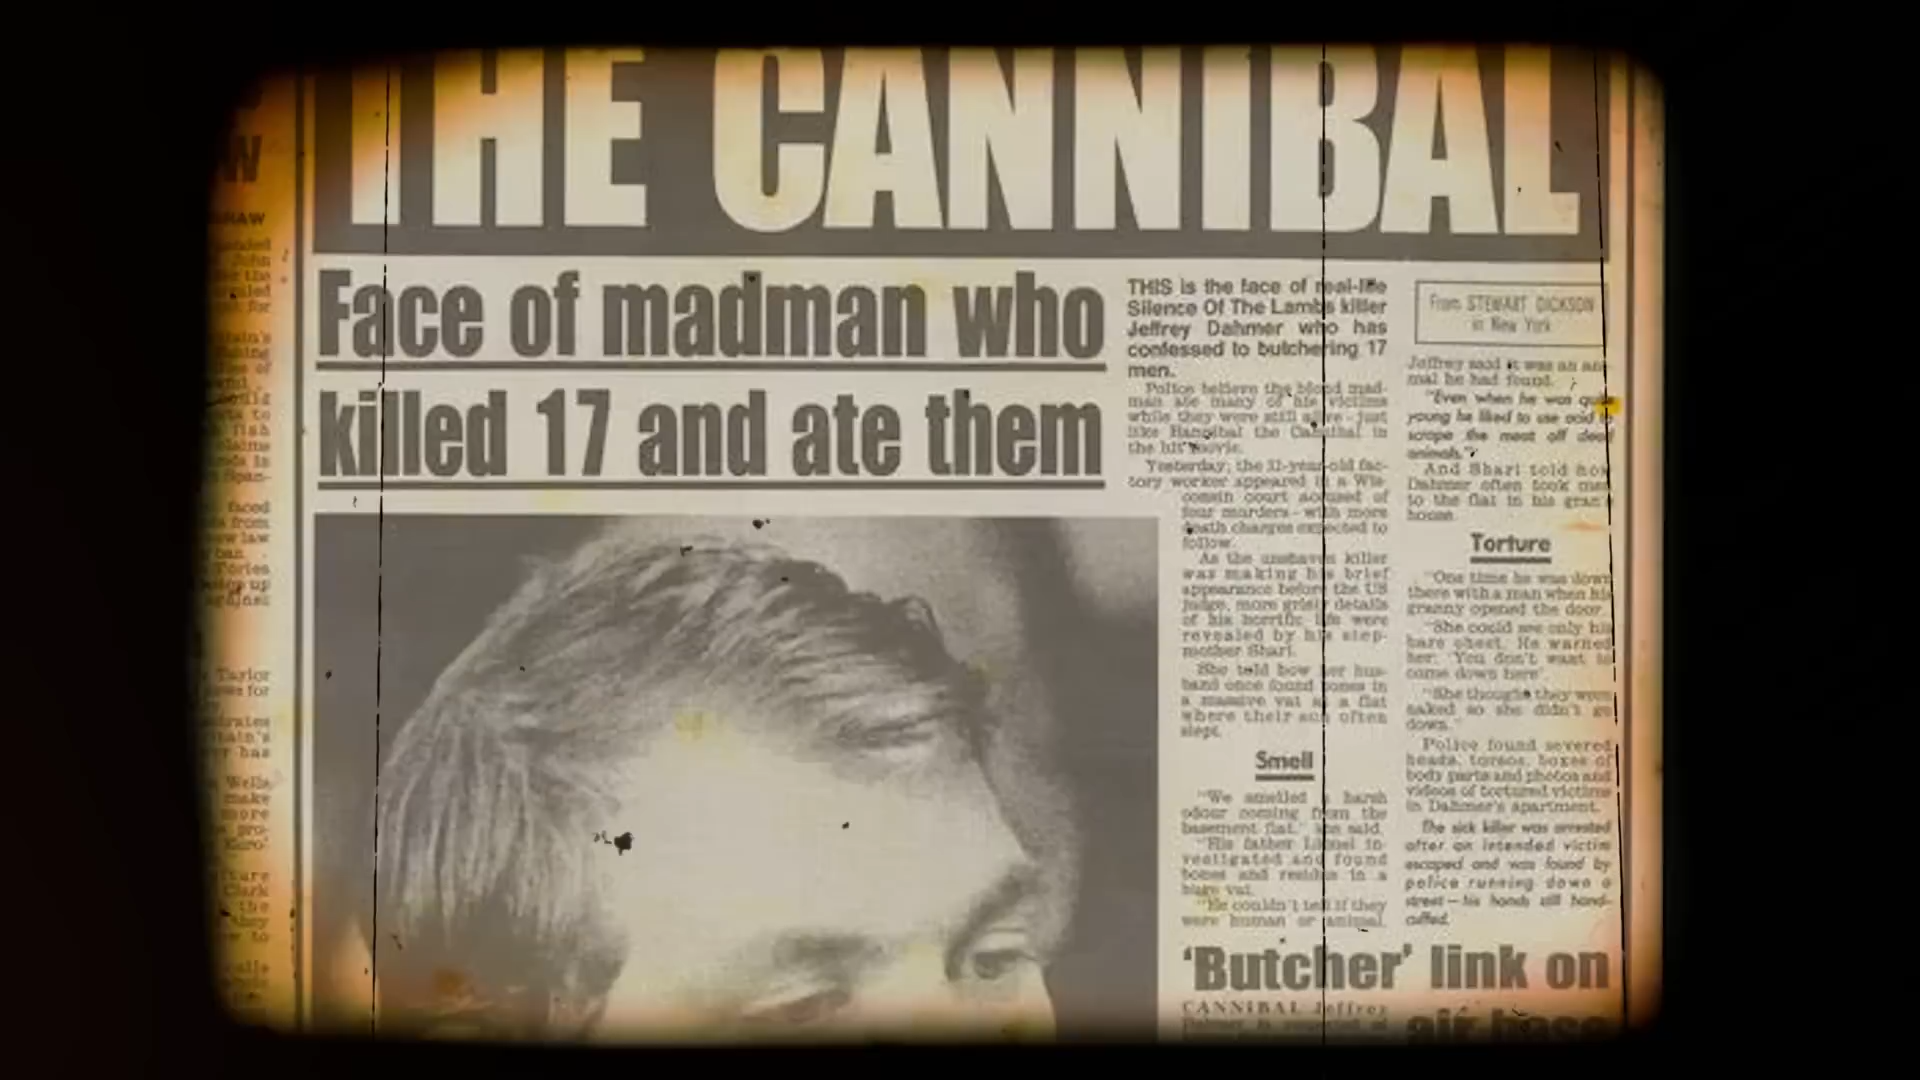 THE CANNIBAL
Face of madman who
killed 17 and ate them
THIS is the face of real-life
Silence Of The Lambs killer
Jeffrey Dahmer who has
confessed to butchering 17
men.
Police believe the blond mad-
man ate many of his victims
while they were still alive - just
like Hannibal the Cannibal in
the hit movie.
Yesterday, the 31-year-old fac-
tory worker appeared in a Wis-
consin court accused of
four murders - with more
death charges expected to
follow.
As the unshaven killer
was making his brief
appearance before the US
judge, more grisly details
of his horrific life were
revealed by his step-
mother Shari.
She told how her hus-
band once found bones in
a massive vat at a flat
where their son often
slept.
Smell
"We smelled a harsh
odour coming from the
basement flat," she said.
"His father Lionel in-
vestigated and found
bones and residue in a
huge vat.
"He couldn't tell if they
were human or animal.
From STEWART DICKSON
in New York
Jeffrey said it was an ani-
mal he had found.
"Even when he was quite
young he liked to use acid to
scrape the meat off dead
animals."
And Shari told how
Dahmer often took men
to the flat in his gran's
house.
Torture
"One time he was down
there with a man when his
granny opened the door.
"She could see only his
bare chest. He warned
her: 'You don't want to
come down here'.
"She thought they were
naked so she didn't go
down."
Police found severed
heads, torsos, boxes of
body parts and photos and
videos of tortured victims
in Dahmer's apartment.
The sick killer was arrested
after an intended victim
escaped and was found by
police running down a
street - his hands still hand-
cuffed.
'Butcher' link on
air base
CANNIBAL Jeffrey